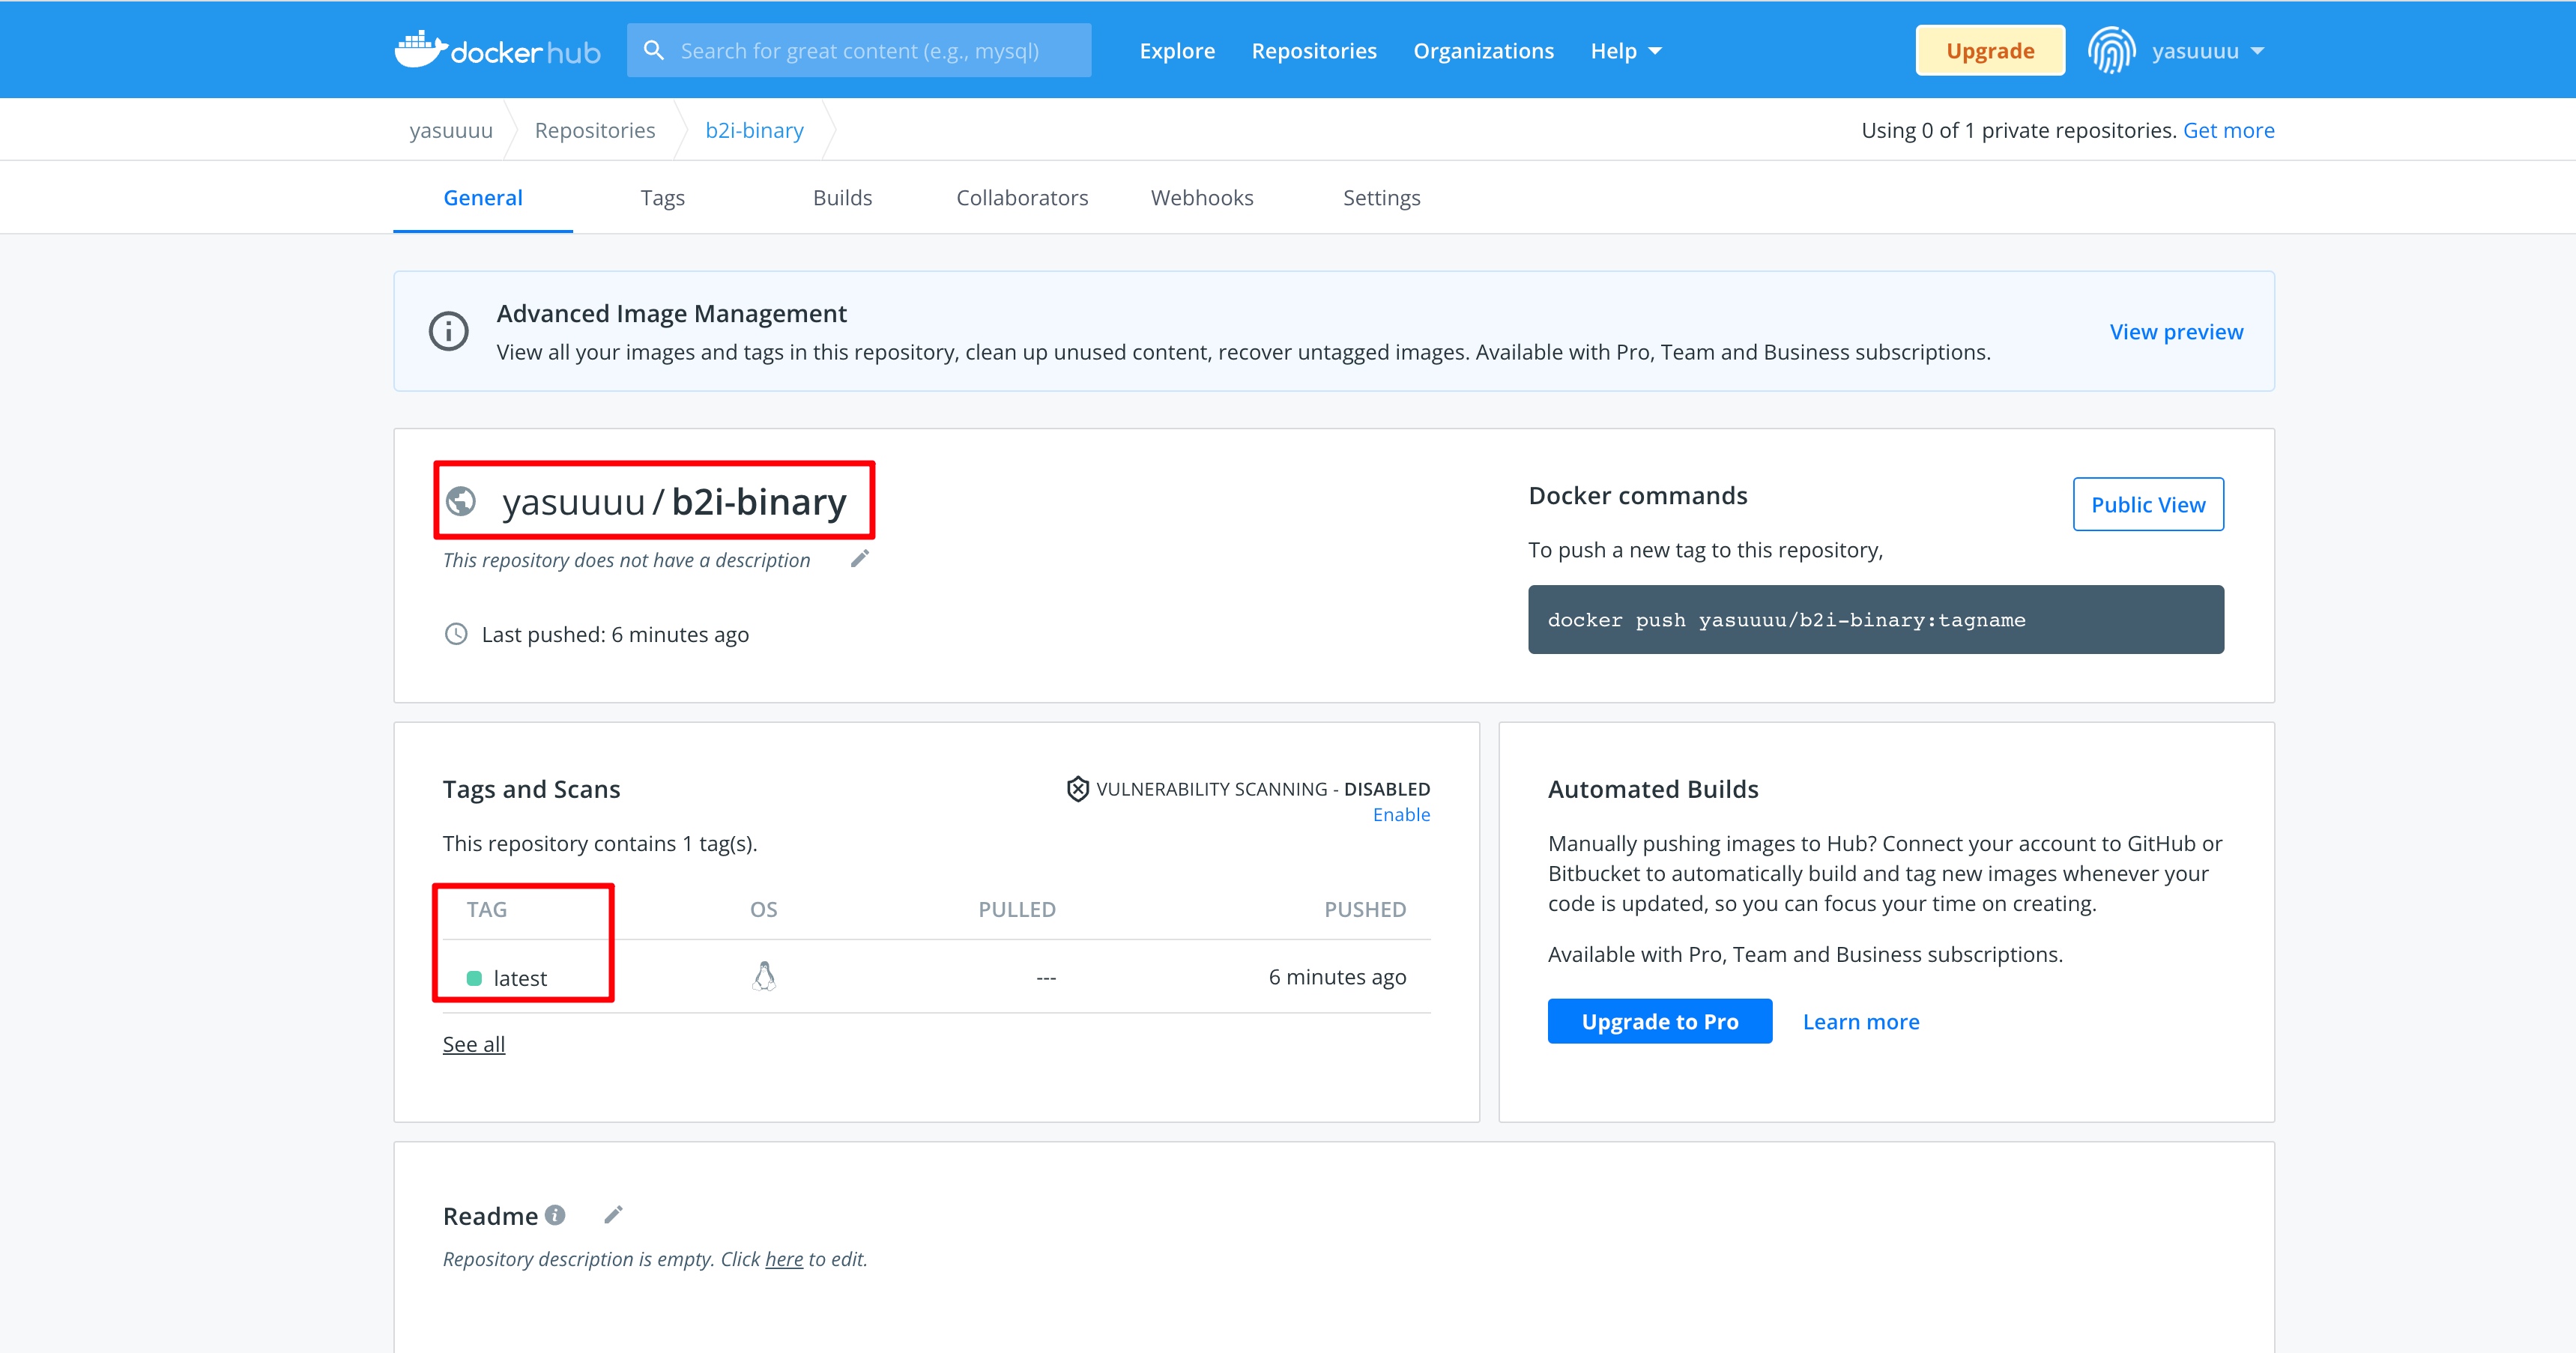 docker hub
Search for great content (e.g., mysql)
Explore
Repositories
Organizations
Help
Upgrade
yasuuuu
yasuuuu
Repositories
b2i-binary
Using 0 of 1 private repositories. Get more
General
Tags
Builds
Collaborators
Webhooks
Settings
Advanced Image Management
View all your images and tags in this repository, clean up unused content, recover untagged images. Available with Pro, Team and Business subscriptions.
View preview
yasuuuu / b2i-binary
This repository does not have a description
Last pushed: 6 minutes ago
Docker commands
Public View
To push a new tag to this repository,
docker push yasuuuu/b2i-binary:tagname
Tags and Scans
VULNERABILITY SCANNING - DISABLED
Enable
This repository contains 1 tag(s).
TAG OS PULLED PUSHED
latest --- 6 minutes ago
See all
Automated Builds
Manually pushing images to Hub? Connect your account to GitHub or
Bitbucket to automatically build and tag new images whenever your
code is updated, so you can focus your time on creating.
Available with Pro, Team and Business subscriptions.
Upgrade to Pro
Learn more
Readme
Repository description is empty. Click here to edit.